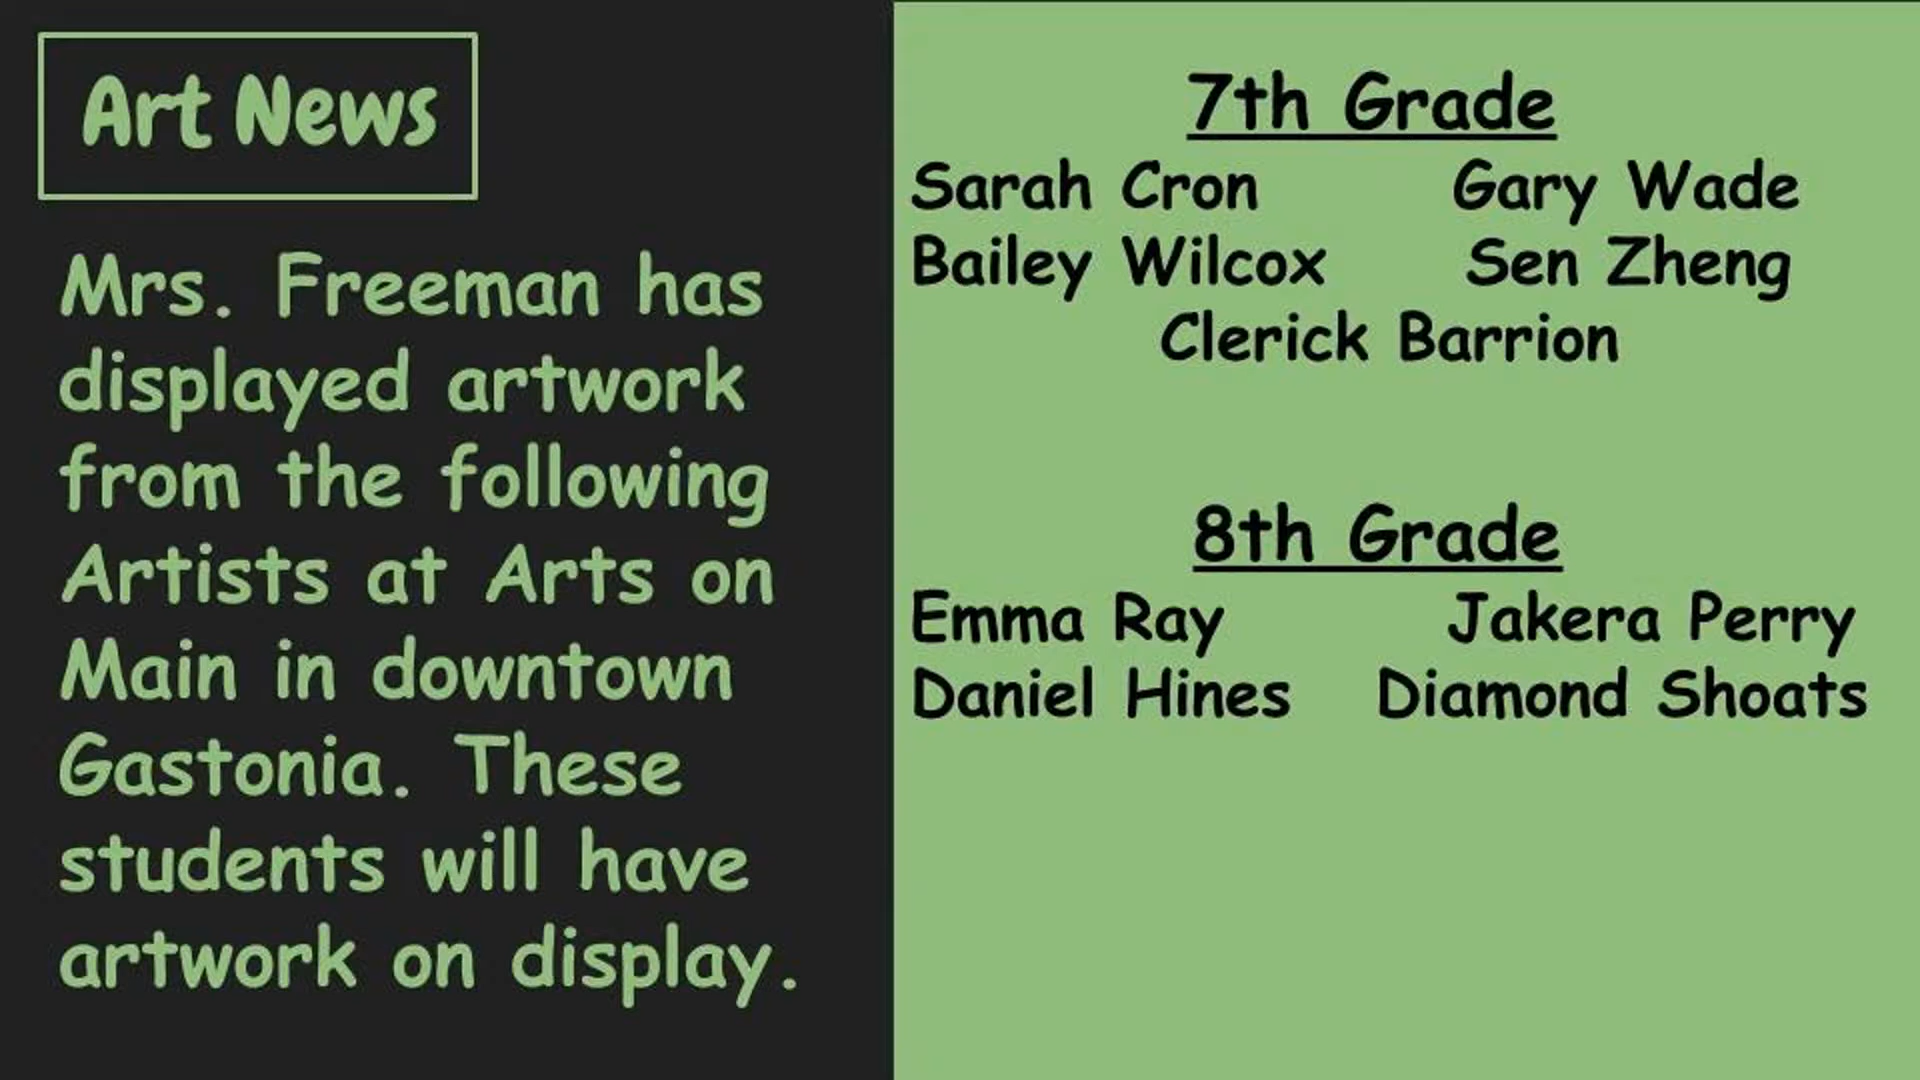 Art News
Mrs. Freeman has
displayed artwork
from the following
Artists at Arts on
Main in downtown
Gastonia. These
students will have
artwork on display.
7th Grade
Sarah Cron Gary Wade
Bailey Wilcox Sen Zheng
Clerick Barrion
8th Grade
Emma Ray Jakera Perry
Daniel Hines Diamond Shoats